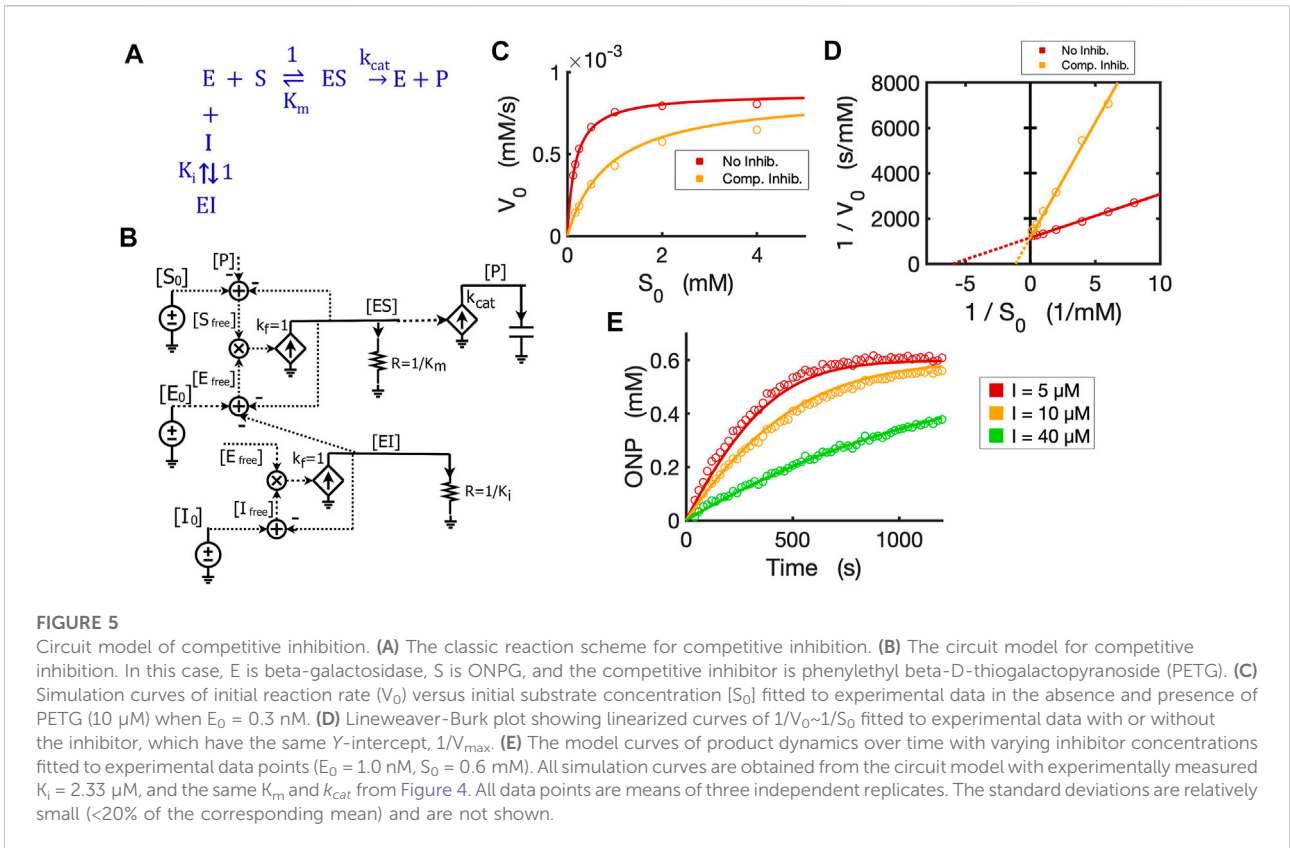 A
E + S 1 ⇌ Km ES kcat → E + P
+
I
Ki ⇅ 1
EI
B
[P]
[S0]
[S free]
kf=1
[ES]
R=1/Km
kcat
[P]
[E free]
[E0]
[E free]
kf=1
[EI]
R=1/Ki
[I free]
[I0]
C
×10-3
1
0.5
0
V0 (mM/s)
No Inhib.
Comp. Inhib.
0 2 4
S0 (mM)
D
No Inhib.
Comp. Inhib.
8000
6000
4000
2000
0
1 / V0 (s/mM)
-5 0 5 10
1 / S0 (1/mM)
E
0.6
0.4
0.2
0
ONP (mM)
0 500 1000
Time (s)
I = 5 μM
I = 10 μM
I = 40 μM
FIGURE 5
Circuit model of competitive inhibition. (A) The classic reaction scheme for competitive inhibition. (B) The circuit model for competitive
inhibition. In this case, E is beta-galactosidase, S is ONPG, and the competitive inhibitor is phenylethyl beta-D-thiogalactopyranoside (PETG). (C)
Simulation curves of initial reaction rate (V0) versus initial substrate concentration [S0] fitted to experimental data in the absence and presence of
PETG (10 μM) when E0 = 0.3 nM. (D) Lineweaver-Burk plot showing linearized curves of 1/V0~1/S0 fitted to experimental data with or without
the inhibitor, which have the same Y-intercept, 1/Vmax. (E) The model curves of product dynamics over time with varying inhibitor concentrations
fitted to experimental data points (E0 = 1.0 nM, S0 = 0.6 mM). All simulation curves are obtained from the circuit model with experimentally measured
Ki = 2.33 μM, and the same Km and kcat from Figure 4. All data points are means of three independent replicates. The standard deviations are relatively
small (<20% of the corresponding mean) and are not shown.